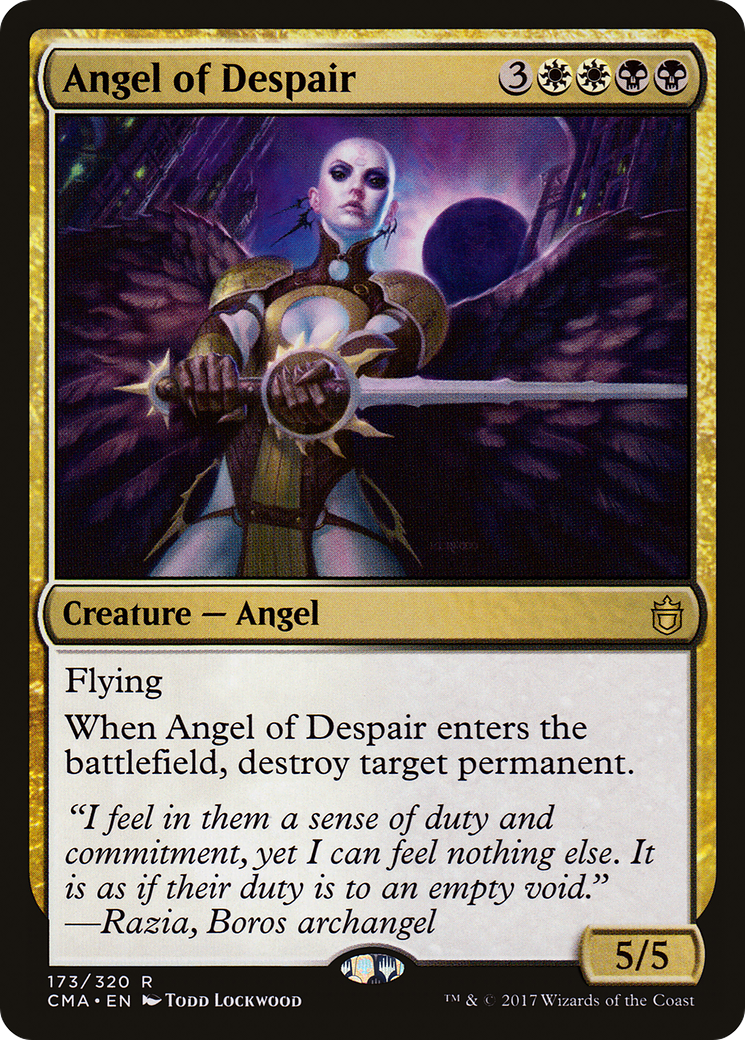 Angel of Despair 3
Creature — Angel
Flying
When Angel of Despair enters the
battlefield, destroy target permanent.
“I feel in them a sense of duty and
commitment, yet I can feel nothing else. It
is as if their duty is to an empty void.”
—Razia, Boros archangel
5/5
173/320 R
CMA • EN Todd Lockwood
™ & © 2017 Wizards of the Coast